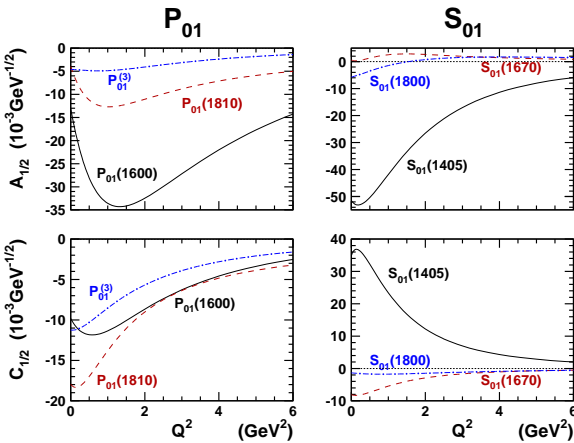 P01 S01
A1/2 (10-3GeV-1/2)
0
-5
-10
-15
-20
-25
-30
-35
P01(3)
P01(1810)
P01(1600)
0
-10
-20
-30
-40
-50
S01(1670)
S01(1800)
S01(1405)
C1/2 (10-3GeV-1/2)
0
-5
-10
-15
-20
P01(3)
P01(1600)
P01(1810)
0 2 4 6
Q2 (GeV2)
40
30
20
10
0
-10
S01(1405)
S01(1800)
S01(1670)
0 2 4 6
Q2 (GeV2)